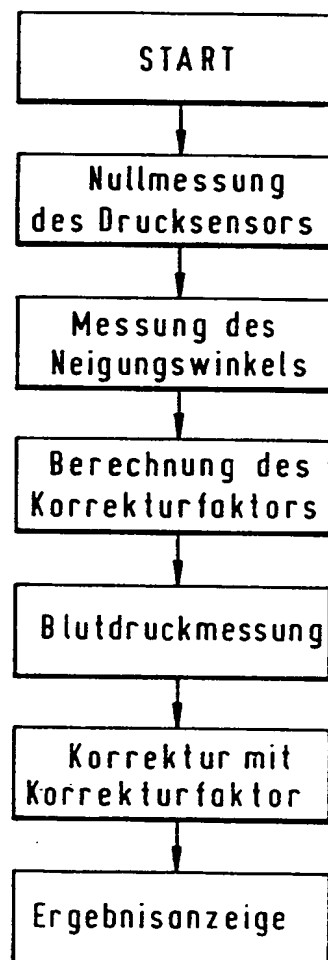 START
Nullmessung
des Drucksensors
Messung des
Neigungswinkels
Berechnung des
Korrekturfaktors
Blutdruckmessung
Korrektur mit
Korrekturfaktor
Ergebnisanzeige